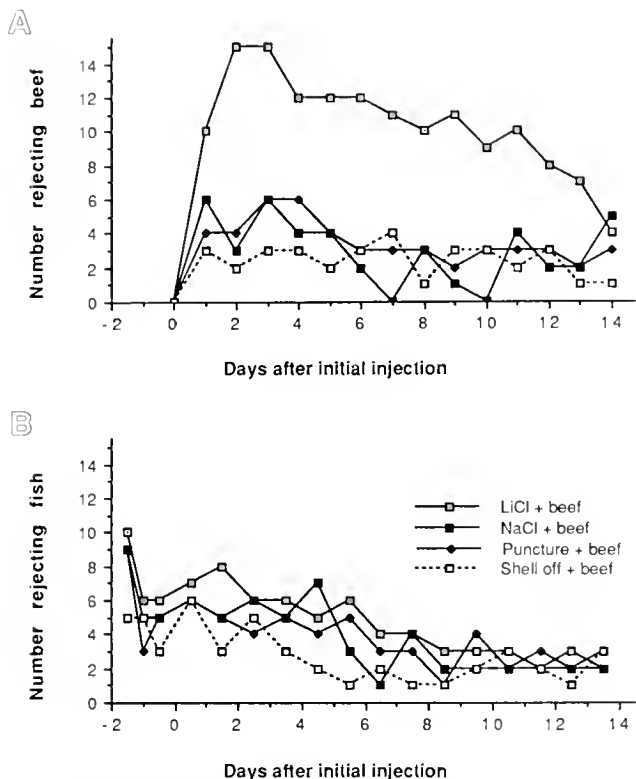 A
Number rejecting beef
14
12
10
8
6
4
2
0
-2 0 2 4 6 8 10 12 14
Days after initial injection
B
Number rejecting fish
14
12
10
8
6
4
2
0
LiCl + beef
NaCl + beef
Puncture + beef
Shell off + beef
-2 0 2 4 6 8 10 12 14
Days after initial injection